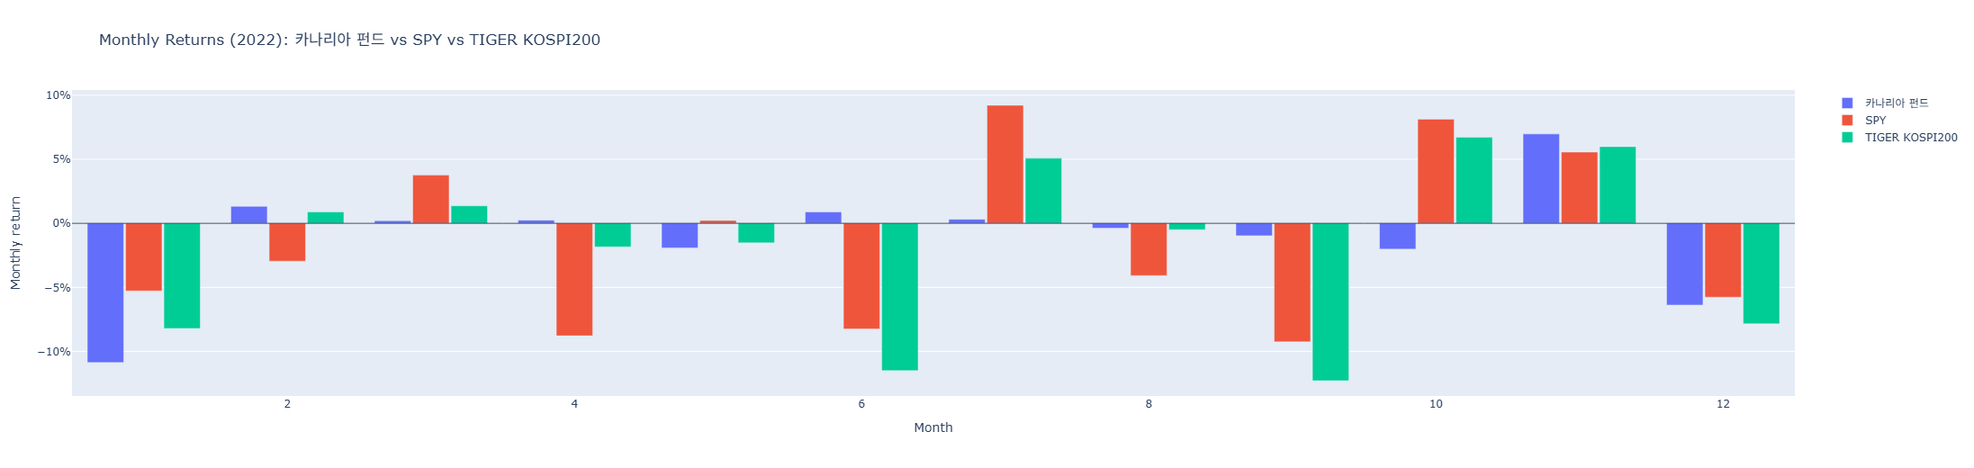 Monthly Returns (2022): 카나리아 펀드 vs SPY vs TIGER KOSPI200
10%
5%
0%
−5%
−10%
Monthly return
2
4
6
8
10
12
Month
카나리아 펀드
SPY
TIGER KOSPI200